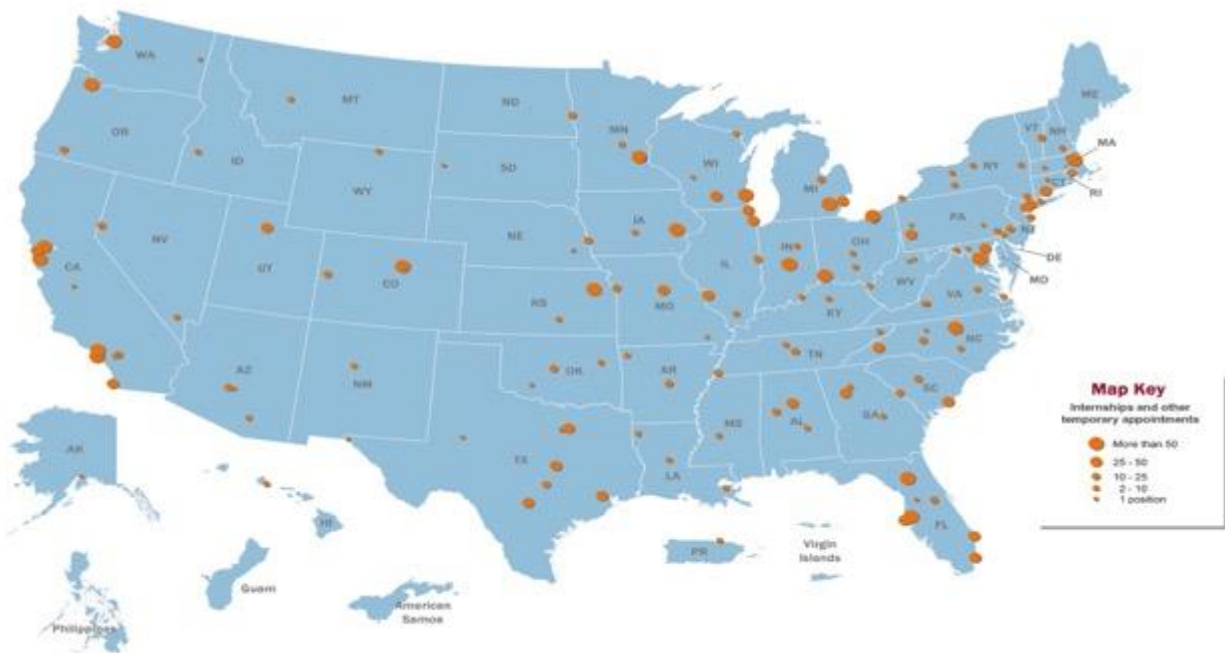 WA
MT
ND
MN
ME
VT
NH
MA
OR
ID
SD
WI
NY
MI
CT
RI
WY
IA
PA
NJ
NE
NV
UT
CO
IL
IN
OH
DE
MD
WV
VA
CA
KS
MO
KY
NC
TN
AZ
NM
OK
AR
SC
MS
AL
GA
TX
LA
FL
AK
HI
PR
Virgin
Islands
Guam
American
Samoa
Philippines
Map Key
Internships and other
temporary appointments
More than 50
25 - 50
10 - 25
2 - 10
1 position